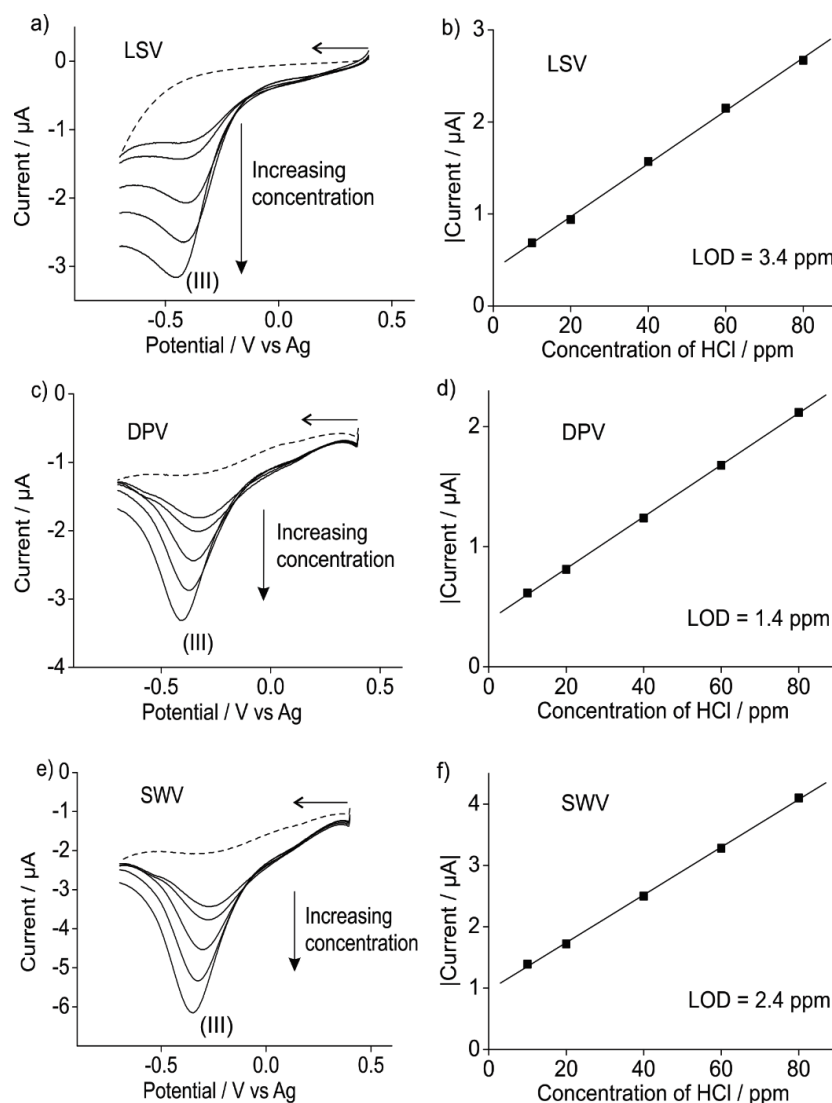 a)
LSV
0
-1
-2
-3
Current / µA
Increasing
concentration
(III)
-0.5
0.0
0.5
Potential / V vs Ag
b)
LSV
3
2
1
0
|Current / µA|
LOD = 3.4 ppm
0
20
40
60
80
Concentration of HCl / ppm
c)
DPV
0
-1
-2
-3
-4
Current / µA
Increasing
concentration
(III)
-0.5
0.0
0.5
Potential / V vs Ag
d)
DPV
2
1
0
|Current / µA|
LOD = 1.4 ppm
0
20
40
60
80
Concentration of HCl / ppm
e)
SWV
0
-1
-2
-3
-4
-5
-6
Current / µA
Increasing
concentration
(III)
-0.5
0.0
0.5
Potential / V vs Ag
f)
SWV
4
3
2
1
0
|Current / µA|
LOD = 2.4 ppm
0
20
40
60
80
Concentration of HCl / ppm